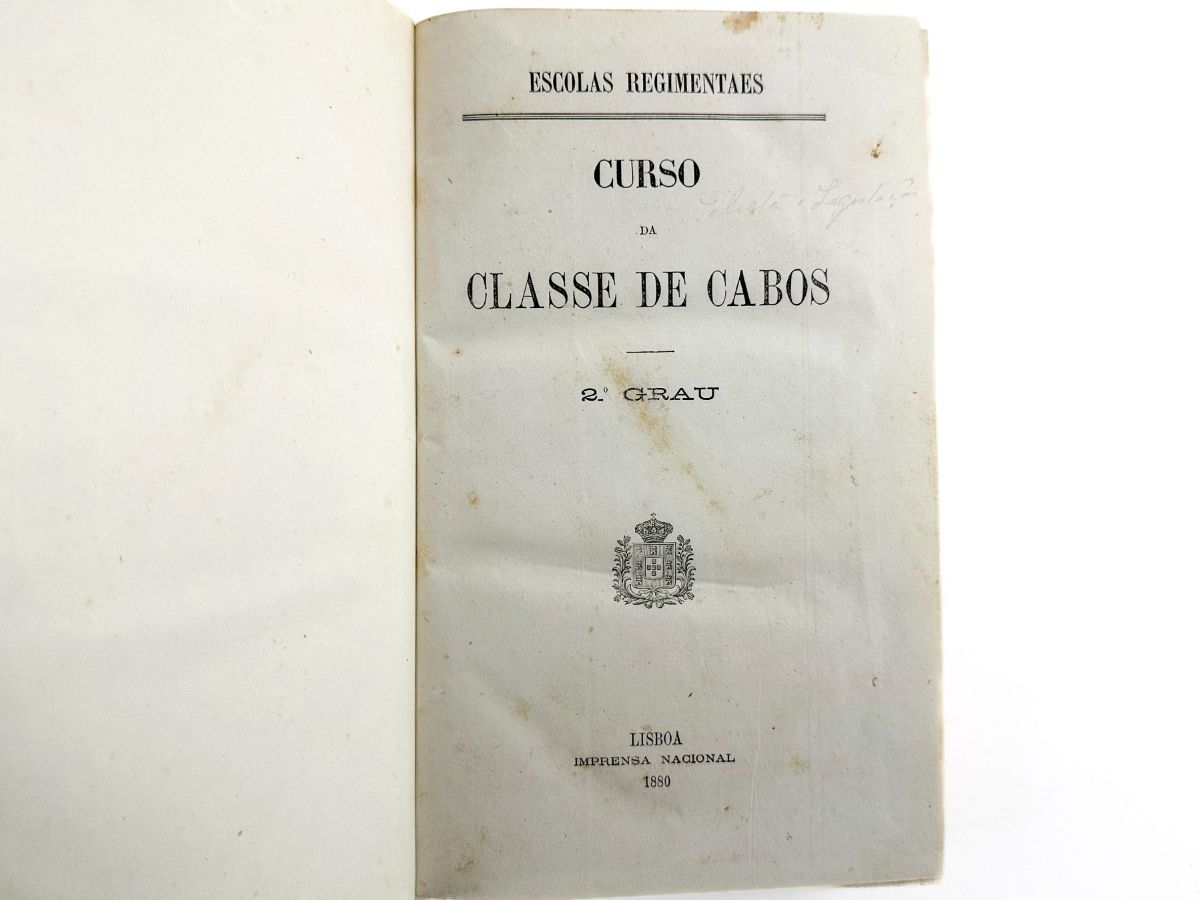 ESCOLAS REGIMENTAES
CURSO
DA
CLASSE DE CABOS
2.º GRAU
LISBOA
IMPRENSA NACIONAL
1880